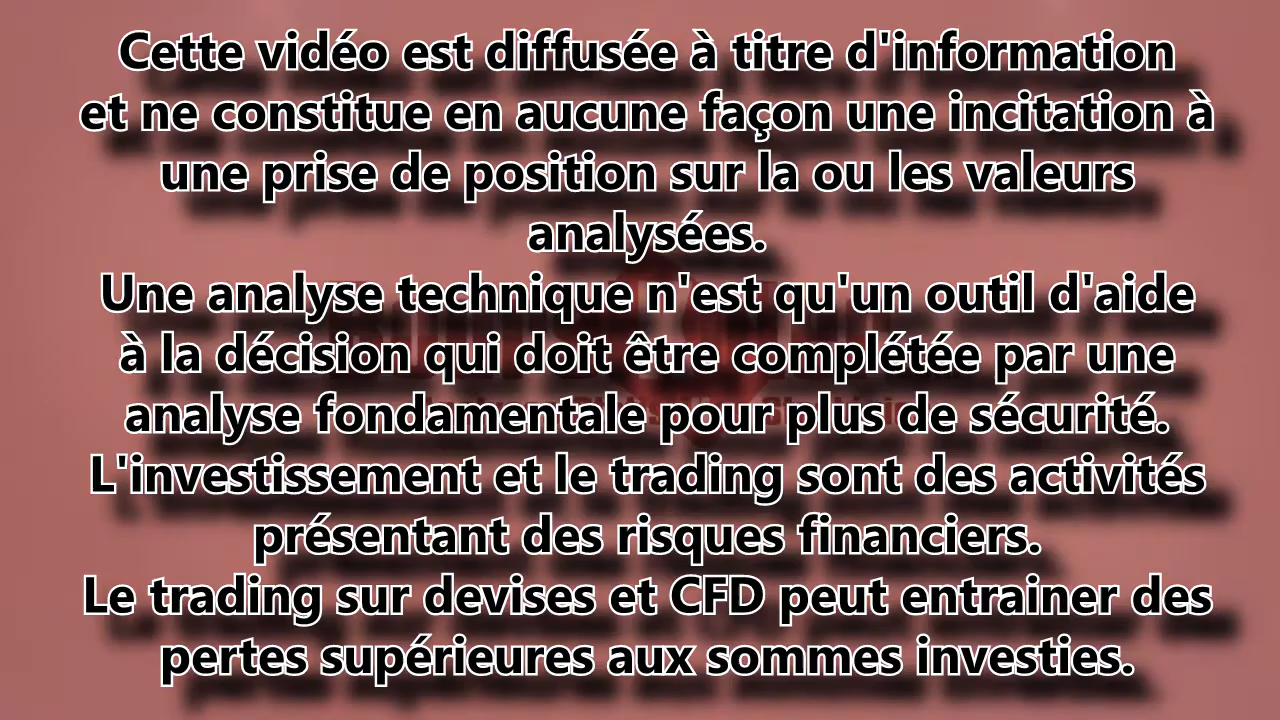 Cette vidéo est diffusée à titre d'information
et ne constitue en aucune façon une incitation à
une prise de position sur la ou les valeurs
analysées.
Une analyse technique n'est qu'un outil d'aide
à la décision qui doit être complétée par une
analyse fondamentale pour plus de sécurité.
L'investissement et le trading sont des activités
présentant des risques financiers.
Le trading sur devises et CFD peut entrainer des
pertes supérieures aux sommes investies.